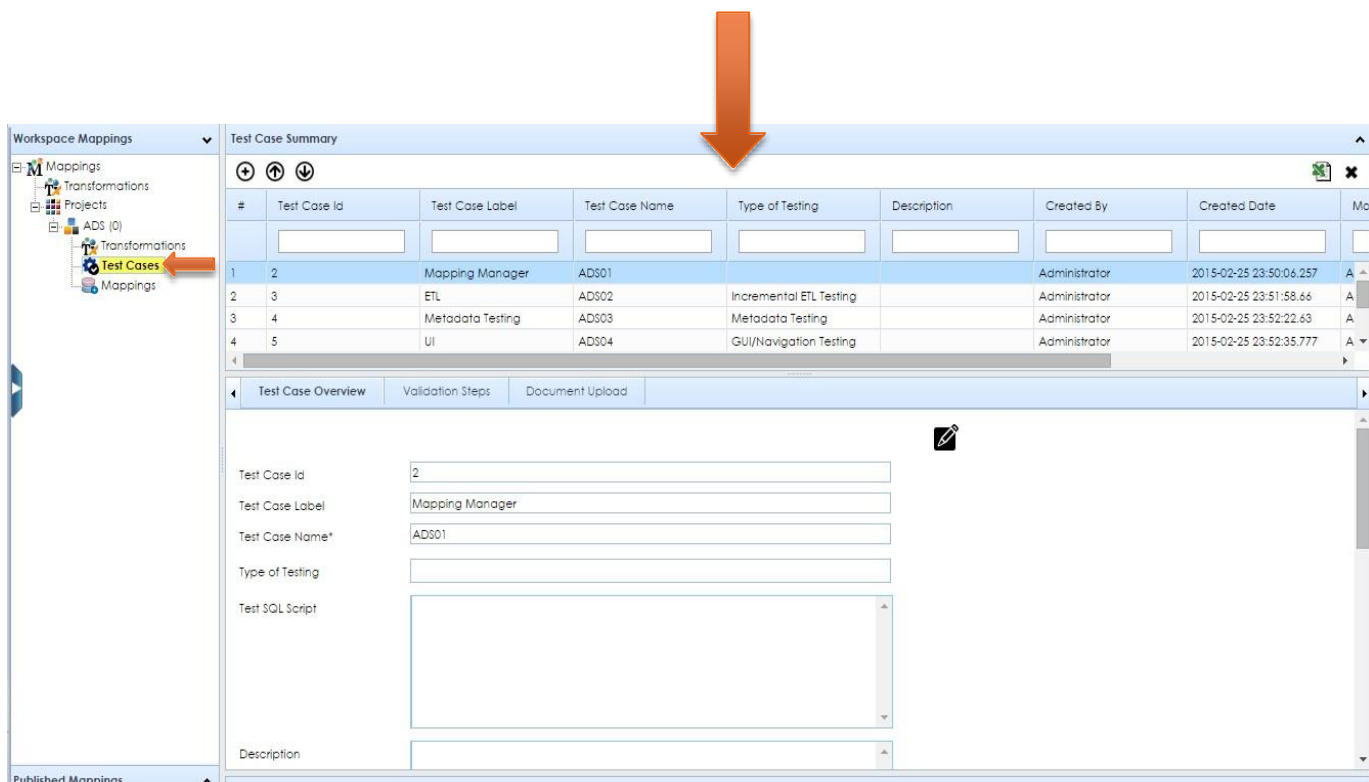 Workspace Mappings
Mappings
Transformations
Projects
ADS (0)
Transformations
Test Cases
Mappings
Published Mappings
Test Case Summary
# Test Case Id Test Case Label Test Case Name Type of Testing Description Created By Created Date
1 2 Mapping Manager ADS01 Administrator 2015-02-25 23:50:06.257 A
2 3 ETL ADS02 Incremental ETL Testing Administrator 2015-02-25 23:51:58.66 A
3 4 Metadata Testing ADS03 Metadata Testing Administrator 2015-02-25 23:52:22.63 A
4 5 UI ADS04 GUI/Navigation Testing Administrator 2015-02-25 23:52:35.777 A
Test Case Overview Validation Steps Document Upload
Test Case Id 2
Test Case Label Mapping Manager
Test Case Name* ADS01
Type of Testing
Test SQL Script
Description